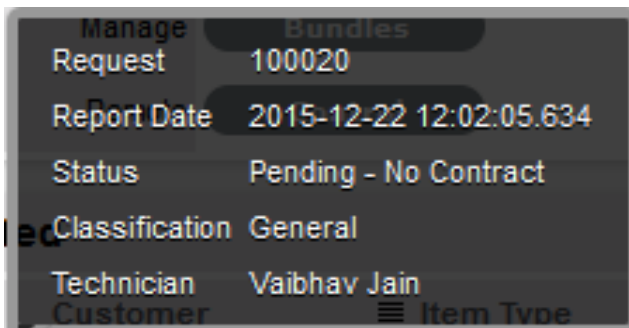 Manage Bundles
Request 100020
Report Date 2015-12-22 12:02:05.634
Status Pending - No Contract
Classification General
Technician Vaibhav Jain
Customer Item Type